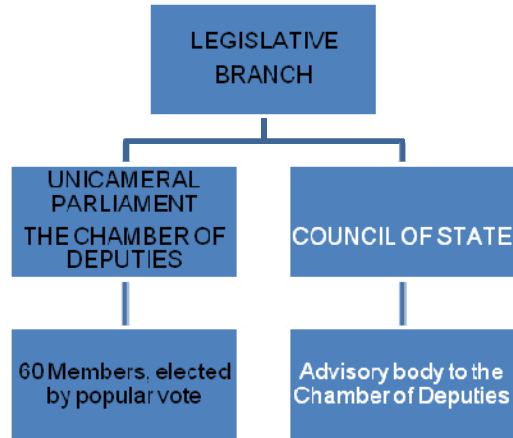 LEGISLATIVE
BRANCH
UNICAMERAL
PARLIAMENT
THE CHAMBER OF
DEPUTIES
COUNCIL OF STATE
60 Members, elected
by popular vote
Advisory body to the
Chamber of Deputies